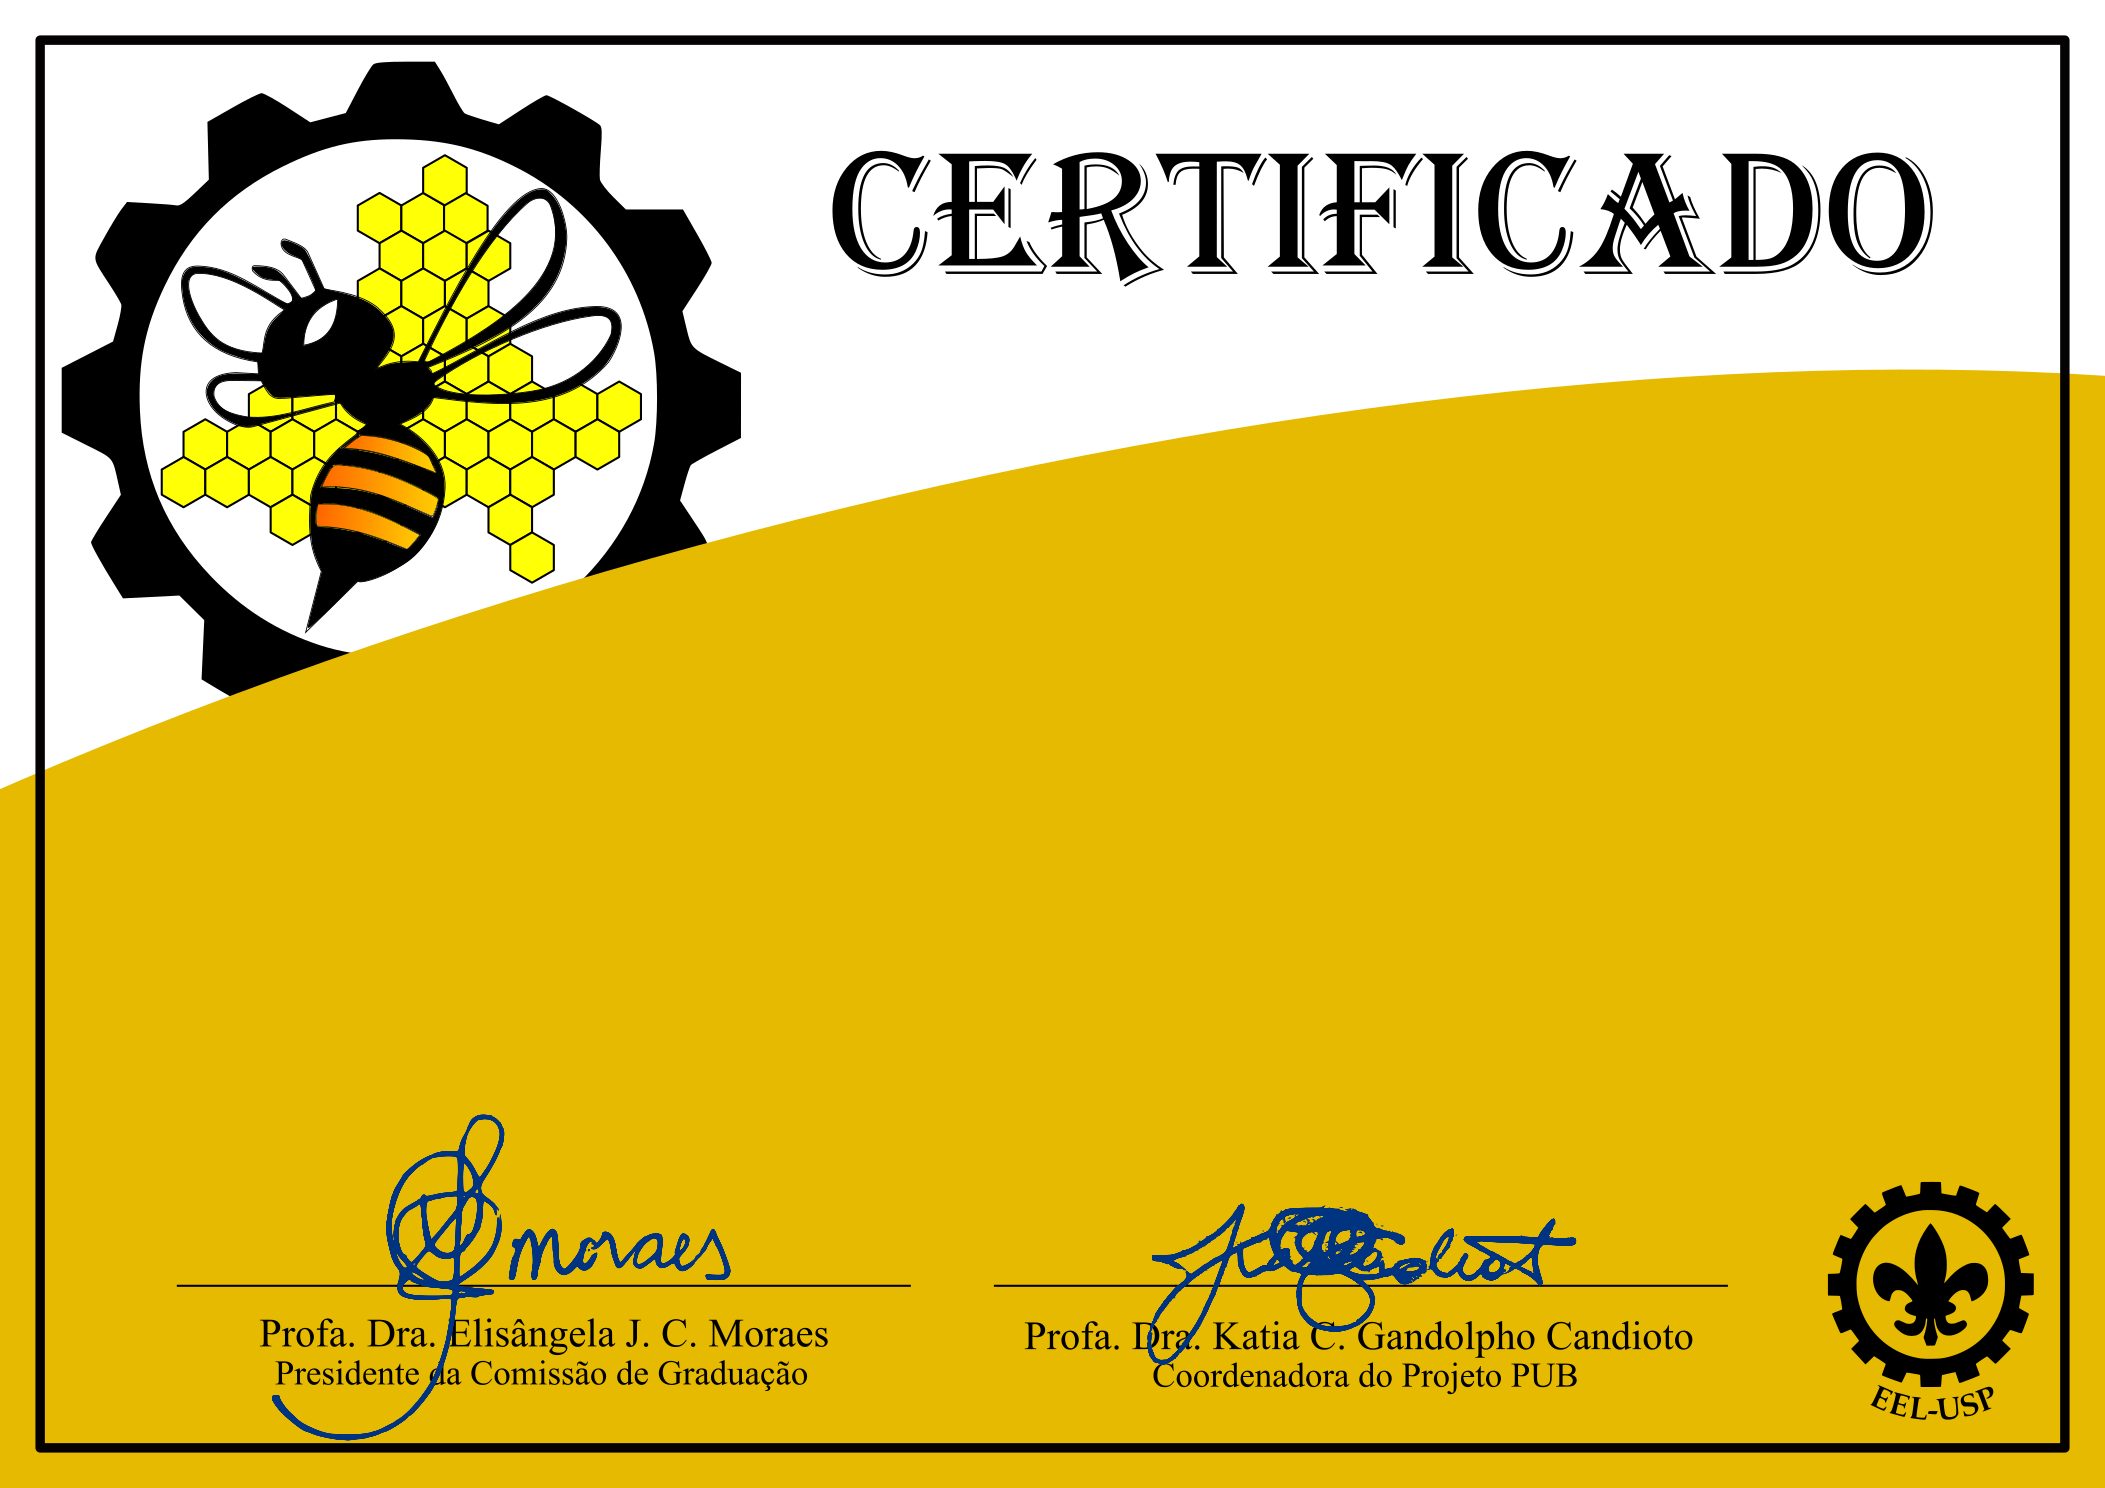 CERTIFICADO
moraes
Profa. Dra. Elisângela J. C. Moraes
Presidente da Comissão de Graduação
Profa. Dra. Katia C. Gandolpho Candioto
Coordenadora do Projeto PUB
EEL-USP